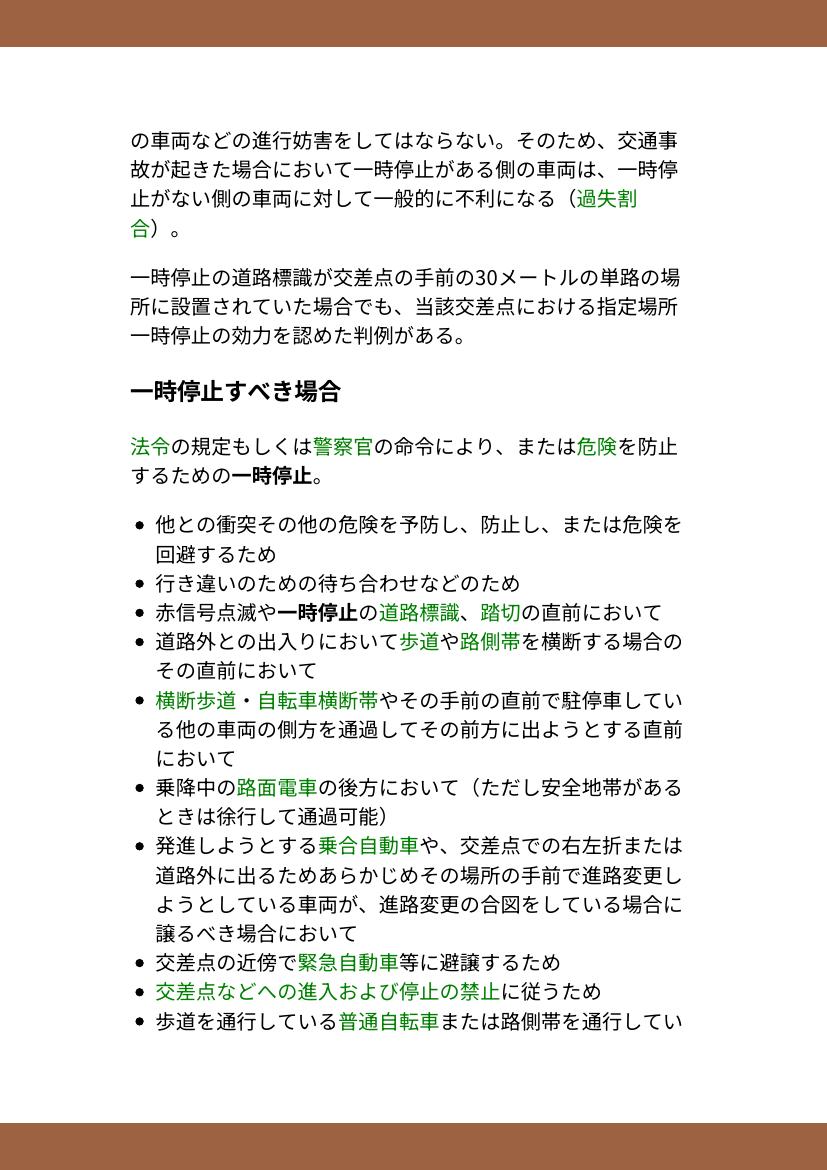 の車両などの進行妨害をしてはならない。そのため、交通事
故が起きた場合において一時停止がある側の車両は、一時停
止がない側の車両に対して一般的に不利になる（過失割
合）。
一時停止の道路標識が交差点の手前の30メートルの単路の場
所に設置されていた場合でも、当該交差点における指定場所
一時停止の効力を認めた判例がある。
一時停止すべき場合
法令の規定もしくは警察官の命令により、または危険を防止
するための一時停止。
• 他との衝突その他の危険を予防し、防止し、または危険を
回避するため
• 行き違いのための待ち合わせなどのため
• 赤信号点滅や一時停止の道路標識、踏切の直前において
• 道路外との出入りにおいて歩道や路側帯を横断する場合の
その直前において
• 横断歩道・自転車横断帯やその手前の直前で駐停車してい
る他の車両の側方を通過してその前方に出ようとする直前
において
• 乗降中の路面電車の後方において（ただし安全地帯がある
ときは徐行して通過可能）
• 発進しようとする乗合自動車や、交差点での右左折または
道路外に出るためあらかじめその場所の手前で進路変更し
ようとしている車両が、進路変更の合図をしている場合に
譲るべき場合において
• 交差点の近傍で緊急自動車等に避譲するため
• 交差点などへの進入および停止の禁止に従うため
• 歩道を通行している普通自転車または路側帯を通行してい